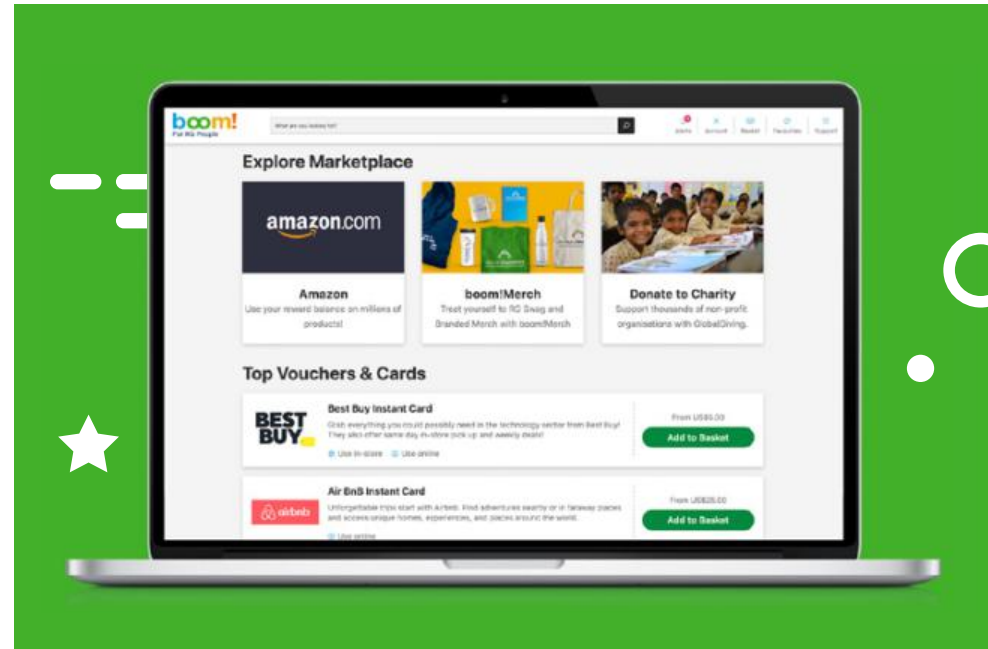 boom!
For RG People
What are you looking for?
Alerts Account Basket Favourites Support
Explore Marketplace
amazon.com
Amazon
Use your reward balance on millions of
products!
boom!Merch
Treat yourself to RG Swag and
Branded Merch with boom!Merch
Donate to Charity
Support thousands of non-profit
organisations with GlobalGiving.
Top Vouchers & Cards
BEST
BUY
Best Buy Instant Card
Grab everything you could possibly need in the technology sector from Best Buy!
They also offer same day in-store pick up and weekly deals!
Use in-store Use online
From US$5.00
Add to Basket
airbnb
Air BnB Instant Card
Unforgettable trips start with Airbnb. Find adventures nearby or in faraway places
and access unique homes, experiences, and places around the world.
Use online
From US$25.00
Add to Basket